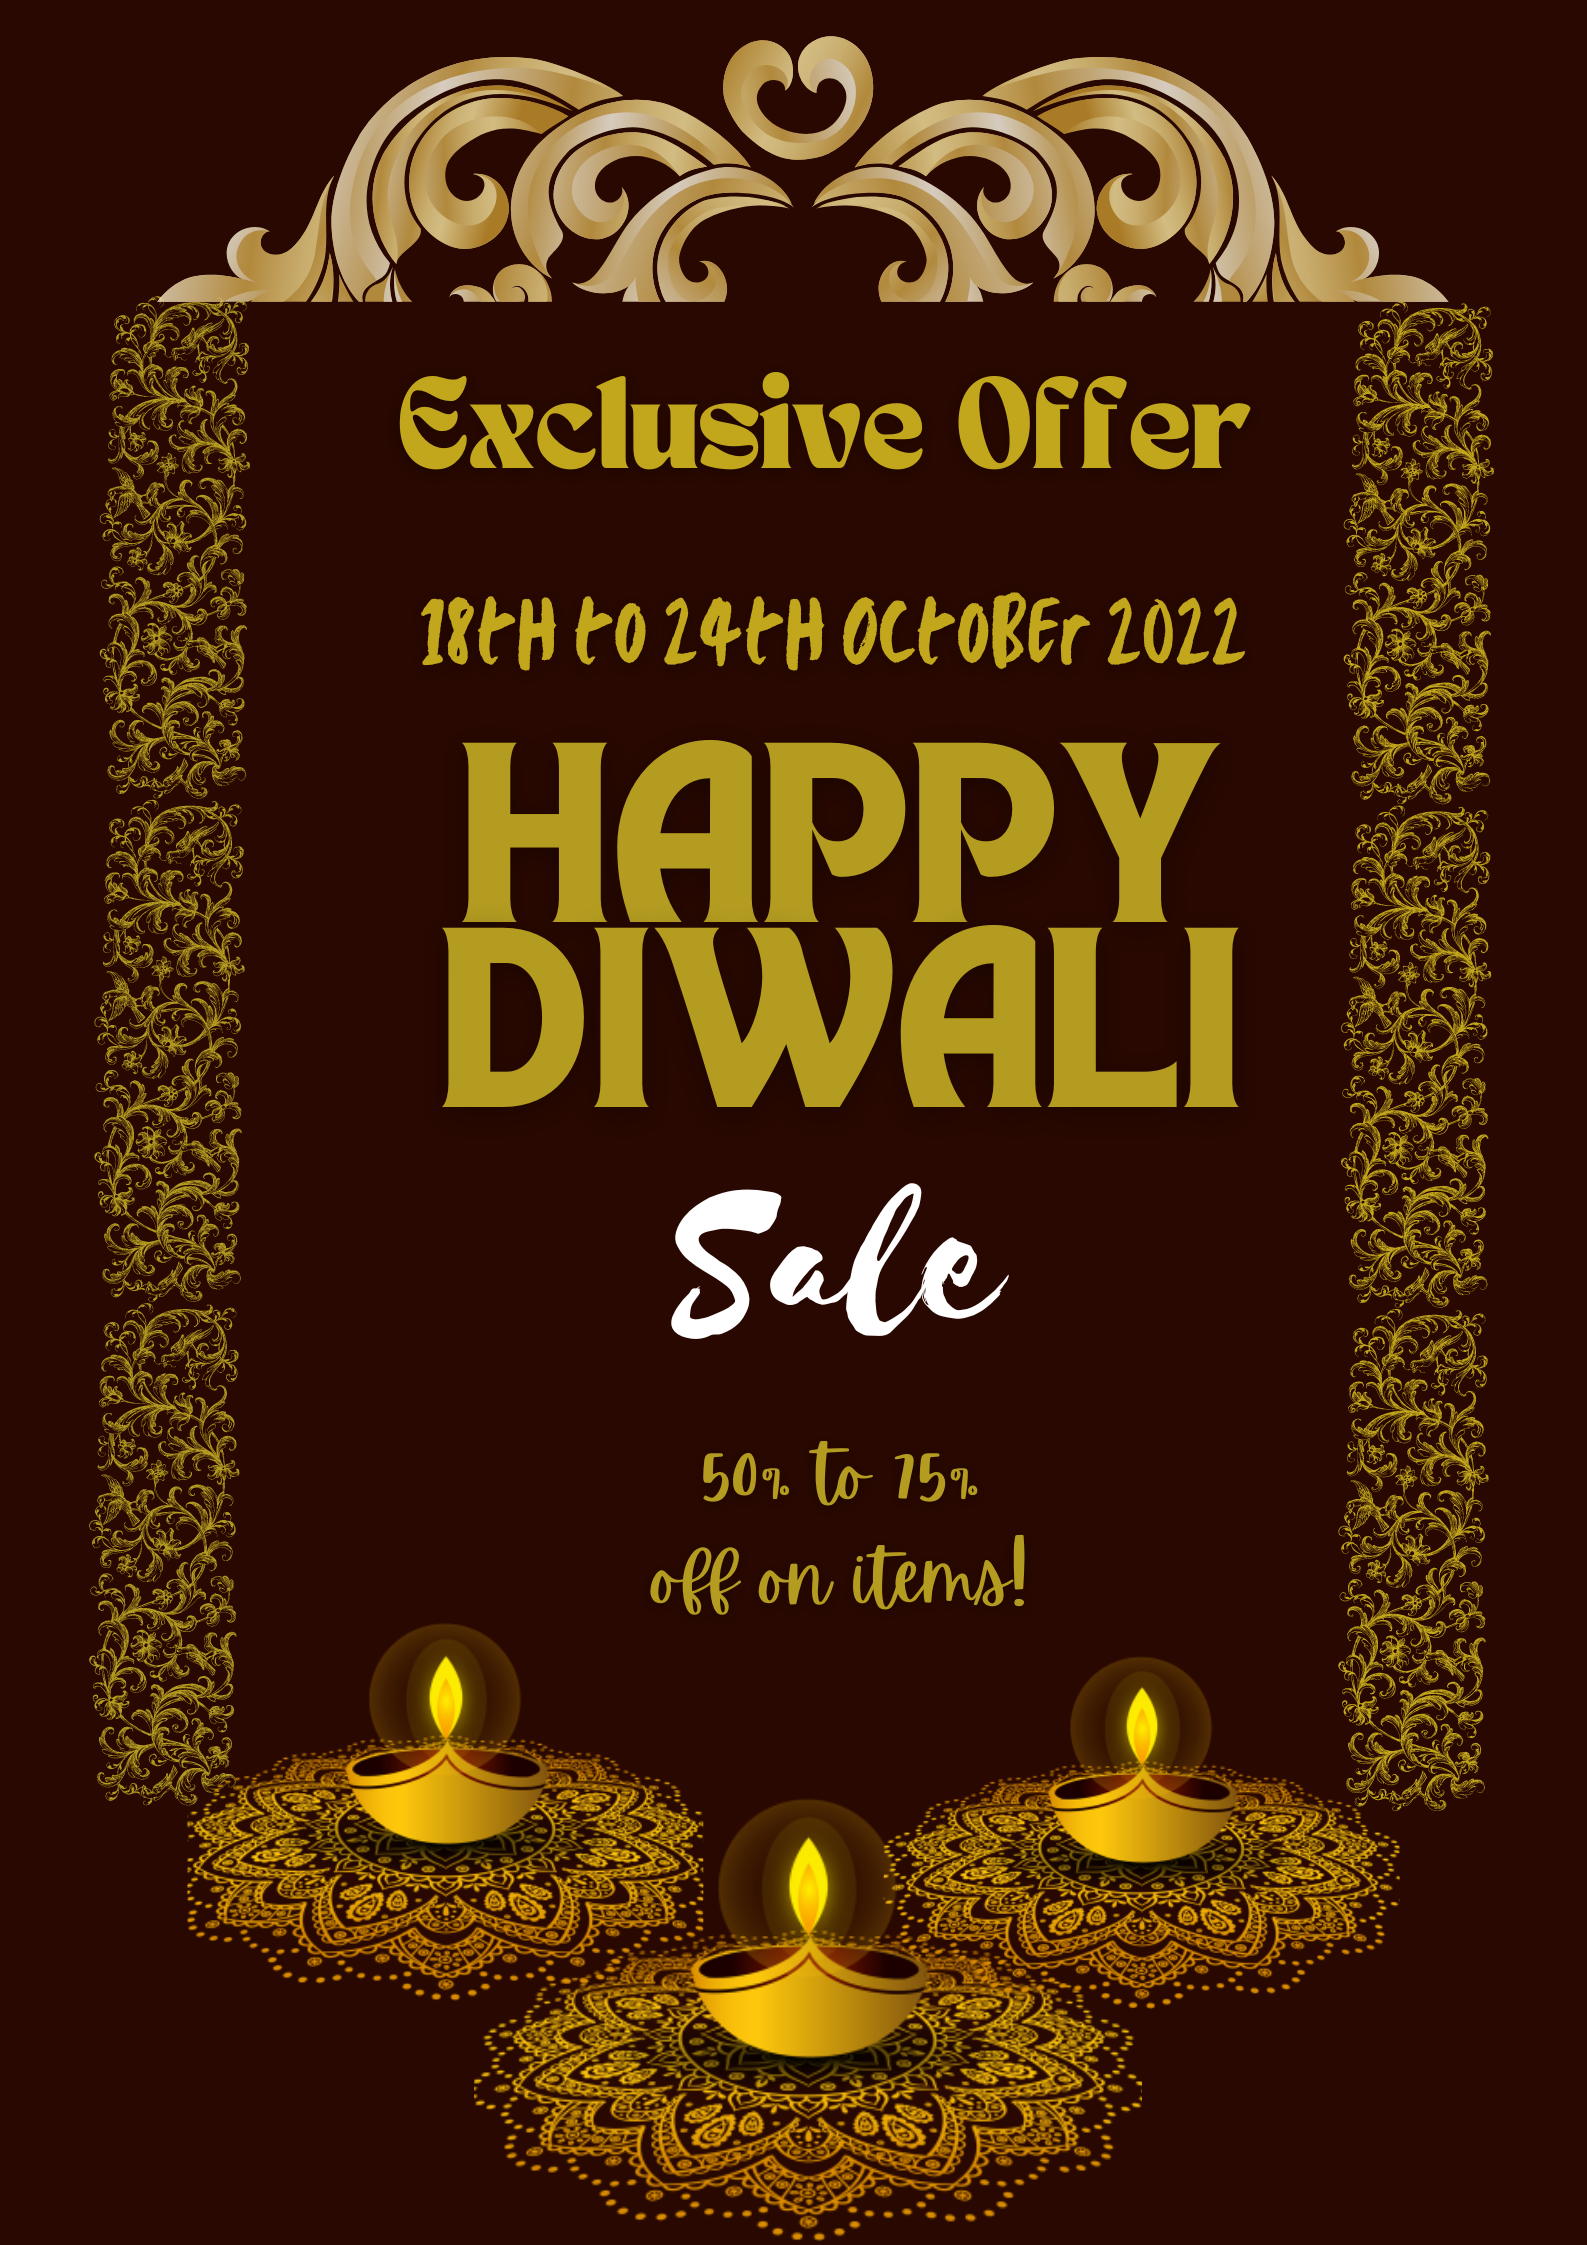 Exclusive Offer
18th to 24th October 2022
HAPPY
DIWALI
Sale
50% to 75%
off on items!